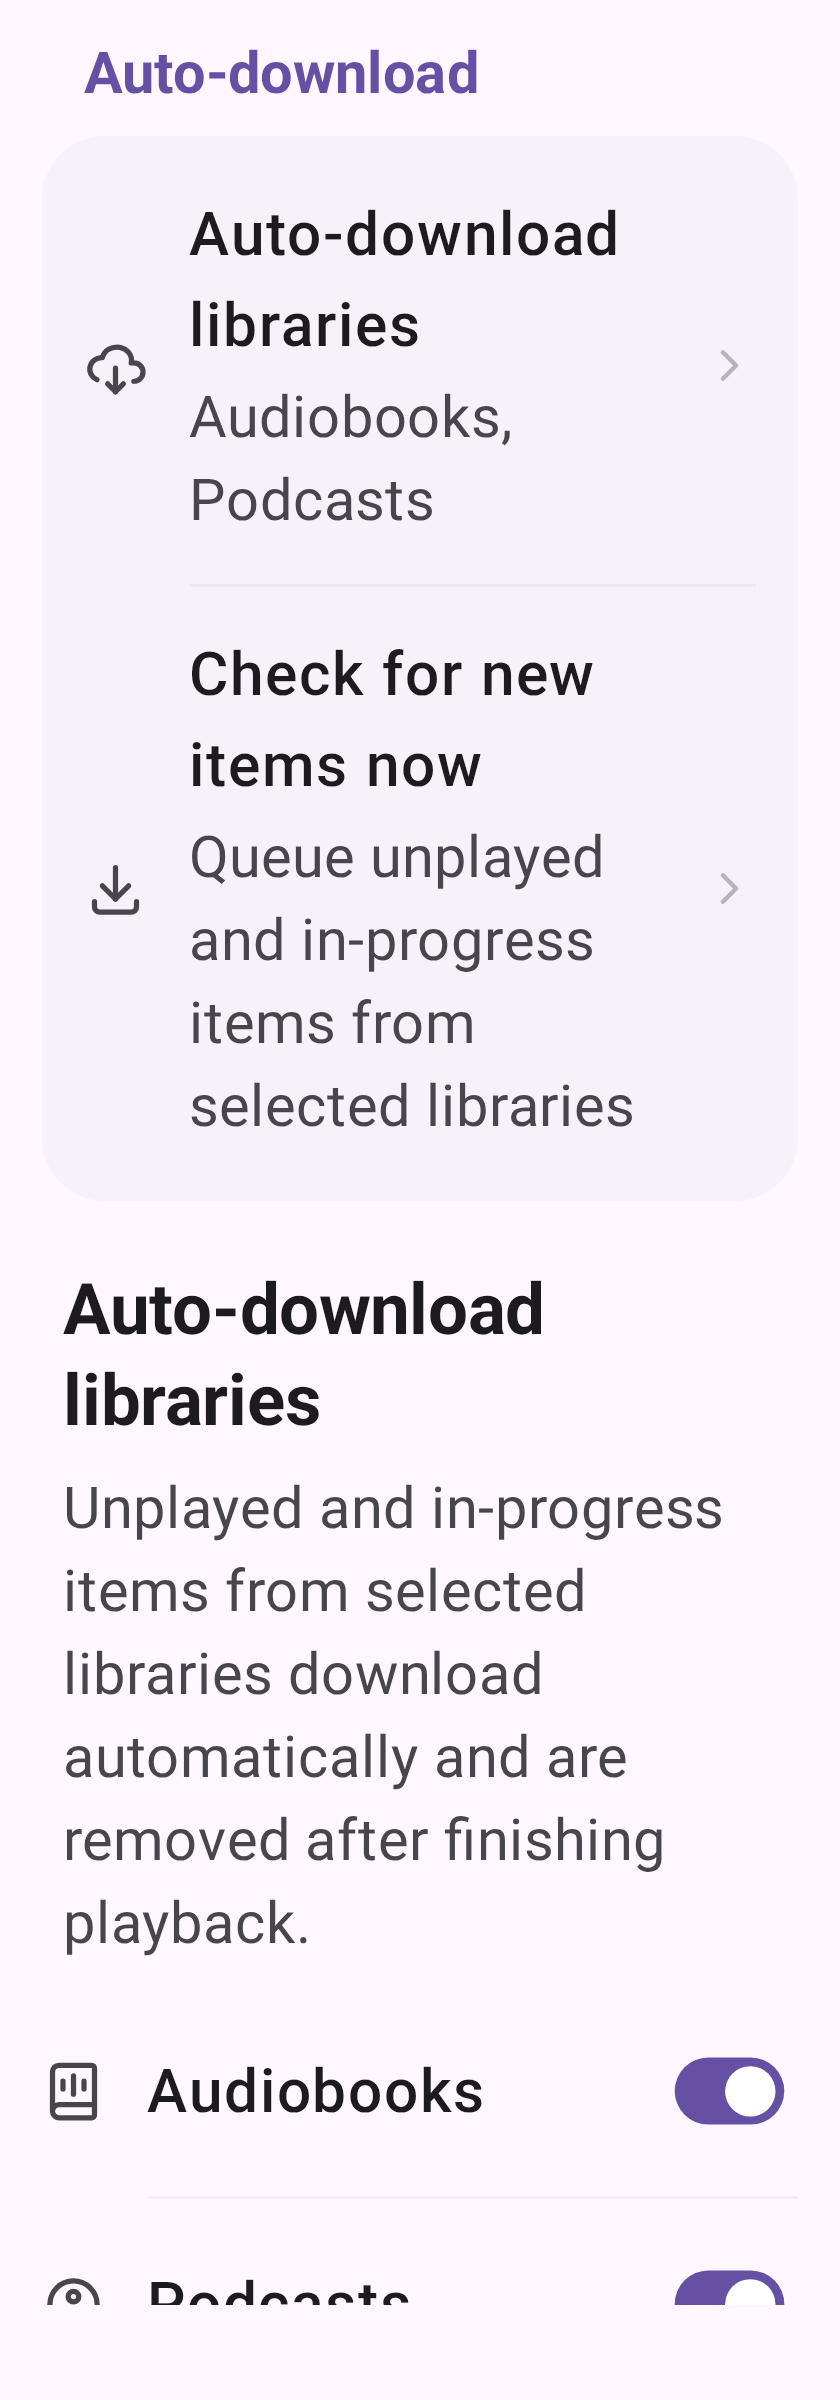 Auto-download
Auto-download
libraries
Audiobooks,
Podcasts
Check for new
items now
Queue unplayed
and in-progress
items from
selected libraries
Auto-download
libraries
Unplayed and in-progress
items from selected
libraries download
automatically and are
removed after finishing
playback.
Audiobooks
Podcasts